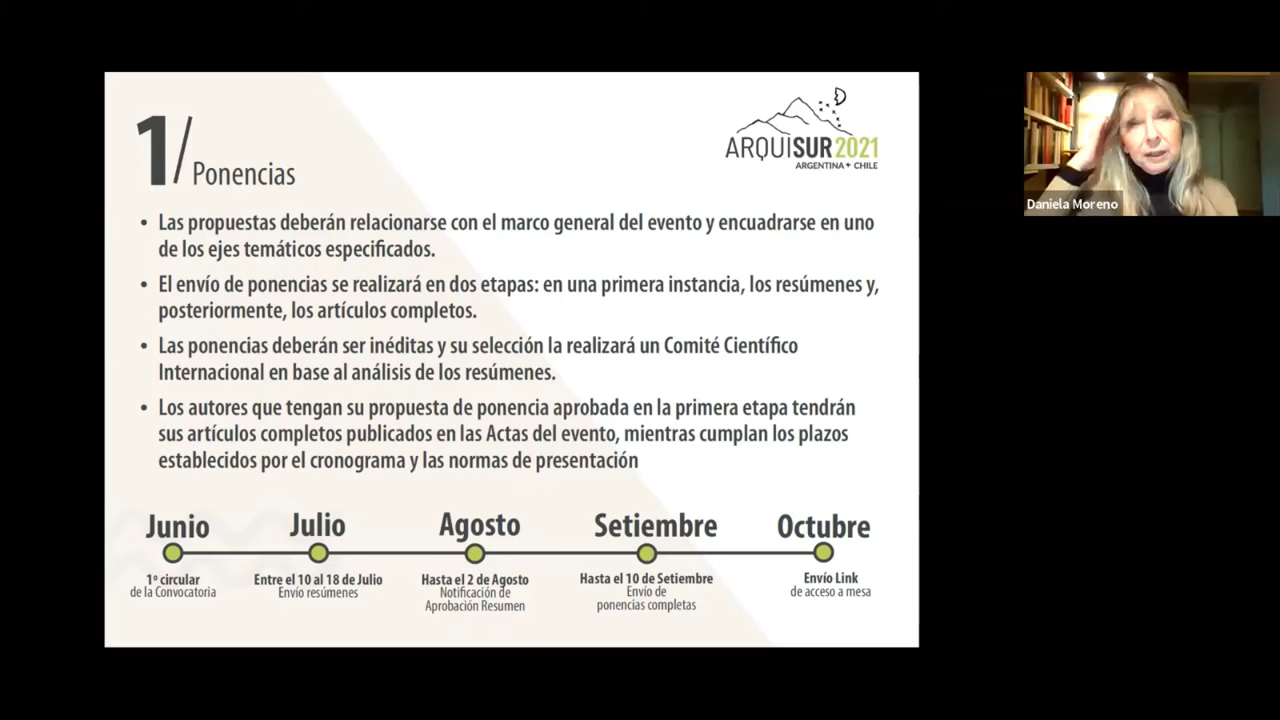 1/ Ponencias
ARQUISUR 2021
ARGENTINA + CHILE
• Las propuestas deberán relacionarse con el marco general del evento y encuadrarse en uno
de los ejes temáticos especificados.
• El envío de ponencias se realizará en dos etapas: en una primera instancia, los resúmenes y,
posteriormente, los artículos completos.
• Las ponencias deberán ser inéditas y su selección la realizará un Comité Científico
Internacional en base al análisis de los resúmenes.
• Los autores que tengan su propuesta de ponencia aprobada en la primera etapa tendrán
sus artículos completos publicados en las Actas del evento, mientras cumplan los plazos
establecidos por el cronograma y las normas de presentación
Junio
1º circular
de la Convocatoria
Julio
Entre el 10 al 18 de Julio
Envío resúmenes
Agosto
Hasta el 2 de Agosto
Notificación de
Aprobación Resumen
Setiembre
Hasta el 10 de Setiembre
Envío de
ponencias completas
Octubre
Envío Link
de acceso a mesa
Daniela Moreno